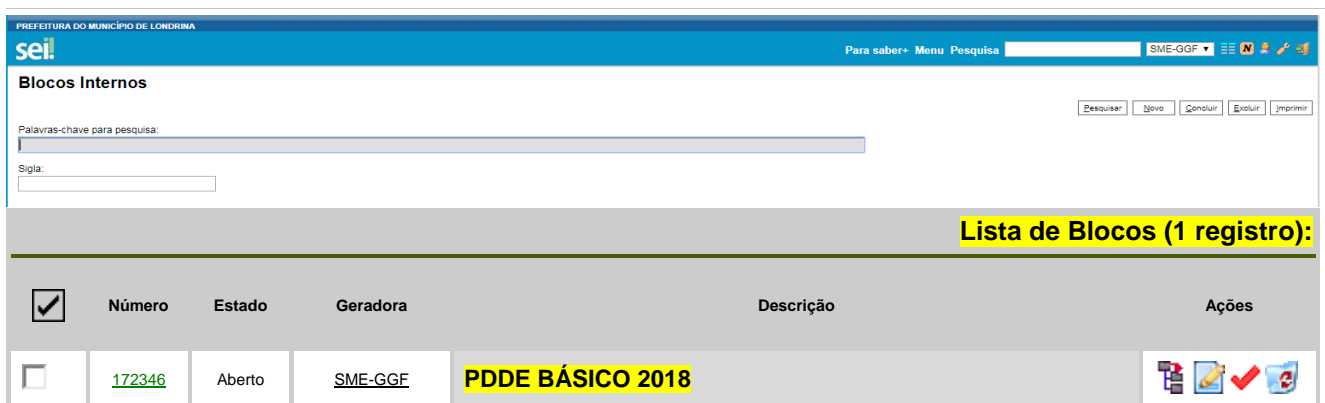 PREFEITURA DO MUNICÍPIO DE LONDRINA
sei!
Para saber+ Menu Pesquisa SME-GGF N
Blocos Internos
Pesquisar Novo Concluir Excluir Imprimir
Palavras-chave para pesquisa:
Sigla:
Lista de Blocos (1 registro):
Número Estado Geradora Descrição Ações
172346 Aberto SME-GGF PDDE BÁSICO 2018